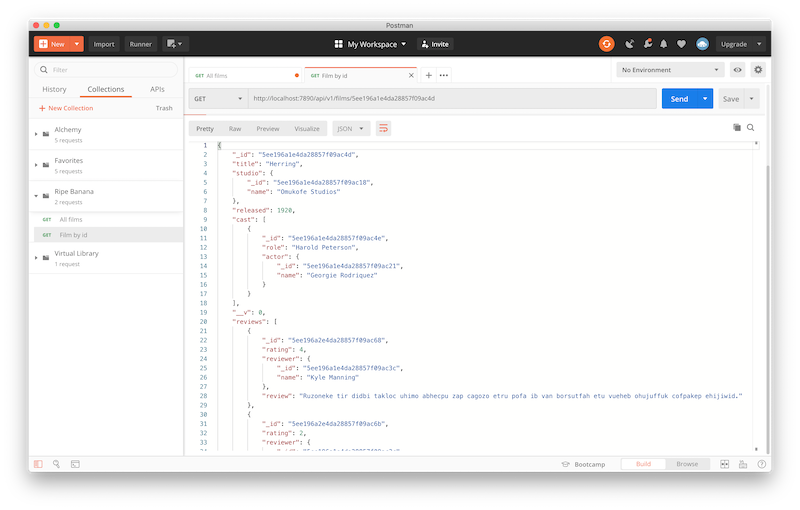 Postman
New
Import
Runner
My Workspace
Invite
Upgrade
Filter
History Collections APIs
New Collection Trash
Alchemy
5 requests
Favorites
5 requests
Ripe Banana
2 requests
GET All films
GET Film by id
Virtual Library
1 request
GET All films
GET Film by id
No Environment
GET http://localhost:7890/api/v1/films/5ee196a1e4da28857f09ac4d
Send
Save
Pretty Raw Preview Visualize JSON
1 {
2 "_id": "5ee196a1e4da28857f09ac4d",
3 "title": "Herring",
4 "studio": {
5 "_id": "5ee196a1e4da28857f09ac18",
6 "name": "Omukofe Studios"
7 },
8 "released": 1920,
9 "cast": [
10 {
11 "_id": "5ee196a1e4da28857f09ac4e",
12 "role": "Harold Peterson",
13 "actor": {
14 "_id": "5ee196a1e4da28857f09ac21",
15 "name": "Georgie Rodriquez"
16 }
17 }
18 ],
19 "__v": 0,
20 "reviews": [
21 {
22 "_id": "5ee196a2e4da28857f09ac68",
23 "rating": 4,
24 "reviewer": {
25 "_id": "5ee196a1e4da28857f09ac3c",
26 "name": "Kyle Manning"
27 },
28 "review": "Ruzoneke tir didbi takloc uhimo abhecpu zap cagozo etru pofa ib van borsutfah etu vueheb ohujuffuk cofpakep ehijiwid."
29 },
30 {
31 "_id": "5ee196a2e4da28857f09ac6b",
32 "rating": 2,
33 "reviewer": {
Bootcamp
Build
Browse